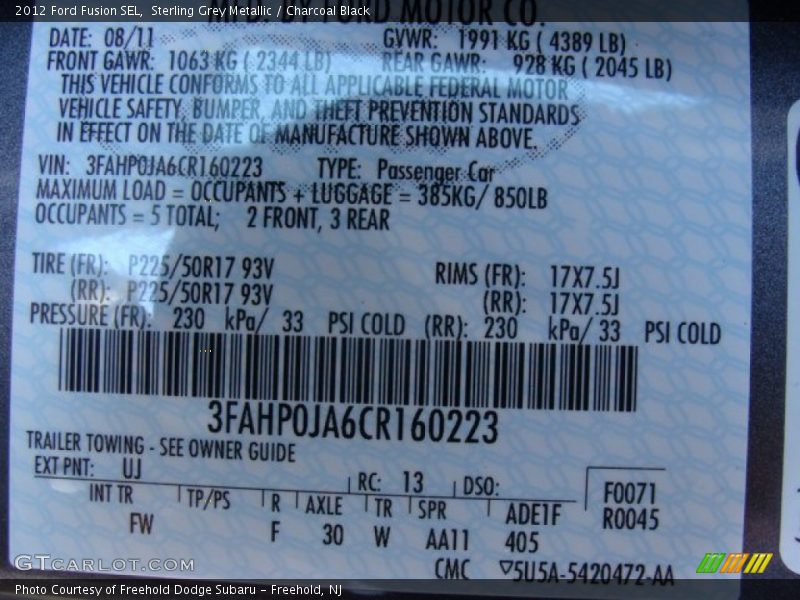 2012 Ford Fusion SEL, Sterling Grey Metallic / Charcoal Black
MFD. BY FORD MOTOR CO.
DATE: 08/11 GVWR: 1991 KG ( 4389 LB)
FRONT GAWR: 1063 KG ( 2344 LB) REAR GAWR: 928 KG ( 2045 LB)
THIS VEHICLE CONFORMS TO ALL APPLICABLE FEDERAL MOTOR
VEHICLE SAFETY, BUMPER, AND THEFT PREVENTION STANDARDS
IN EFFECT ON THE DATE OF MANUFACTURE SHOWN ABOVE.
VIN: 3FAHP0JA6CR160223 TYPE: Passenger Car
MAXIMUM LOAD = OCCUPANTS + LUGGAGE = 385KG/ 850LB
OCCUPANTS = 5 TOTAL; 2 FRONT, 3 REAR
TIRE (FR): P225/50R17 93V RIMS (FR): 17X7.5J
(RR): P225/50R17 93V (RR): 17X7.5J
PRESSURE (FR): 230 kPa/ 33 PSI COLD (RR): 230 kPa/ 33 PSI COLD
3FAHP0JA6CR160223
TRAILER TOWING - SEE OWNER GUIDE
EXT PNT: UJ RC: 13 DSO: F0071
INT TR TP/PS R AXLE TR SPR ADE1F R0045
FW F 30 W AA11 405
CMC ▽5U5A-5420472-AA
GTCarLot.com
Photo Courtesy of Freehold Dodge Subaru - Freehold, NJ